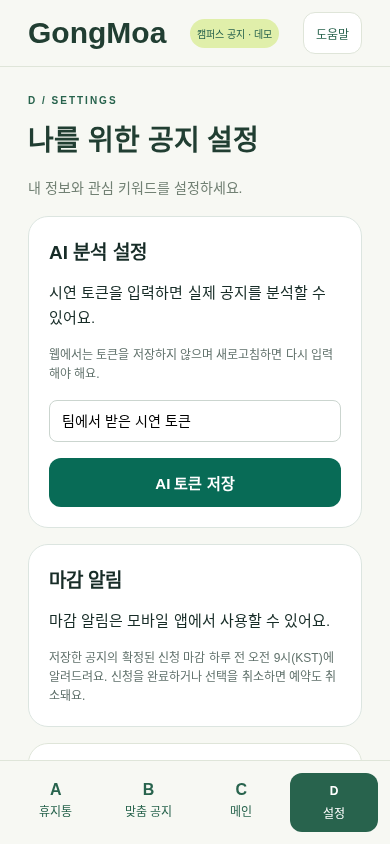 GongMoa
캠퍼스 공지 · 데모
도움말
D / SETTINGS
나를 위한 공지 설정
내 정보와 관심 키워드를 설정하세요.
AI 분석 설정
시연 토큰을 입력하면 실제 공지를 분석할 수
있어요.
웹에서는 토큰을 저장하지 않으며 새로고침하면 다시 입력
해야 해요.
팀에서 받은 시연 토큰
AI 토큰 저장
마감 알림
마감 알림은 모바일 앱에서 사용할 수 있어요.
저장한 공지의 확정된 신청 마감 하루 전 오전 9시(KST)에
알려드려요. 신청을 완료하거나 선택을 취소하면 예약도 취
소돼요.
A
휴지통
B
맞춤 공지
C
메인
D
설정